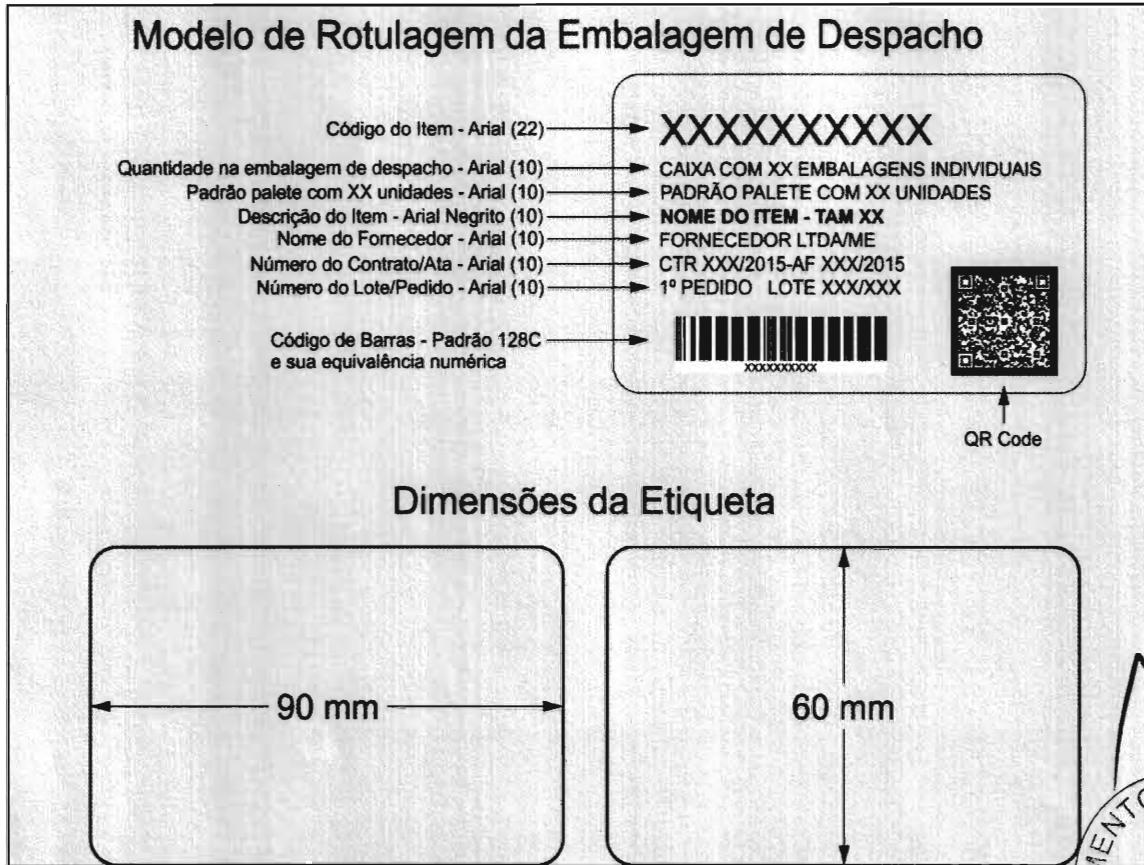 Modelo de Rotulagem da Embalagem de Despacho
Código do Item - Arial (22)
XXXXXXXXXX
Quantidade na embalagem de despacho - Arial (10)
CAIXA COM XX EMBALAGENS INDIVIDUAIS
Padrão palete com XX unidades - Arial (10)
PADRÃO PALETE COM XX UNIDADES
Descrição do Item - Arial Negrito (10)
NOME DO ITEM - TAM XX
Nome do Fornecedor - Arial (10)
FORNECEDOR LTDA/ME
Número do Contrato/Ata - Arial (10)
CTR XXX/2015-AF XXX/2015
Número do Lote/Pedido - Arial (10)
1º PEDIDO LOTE XXX/XXX
Código de Barras - Padrão 128C
e sua equivalência numérica
XXXXXXXXXX
QR Code
Dimensões da Etiqueta
90 mm
60 mm